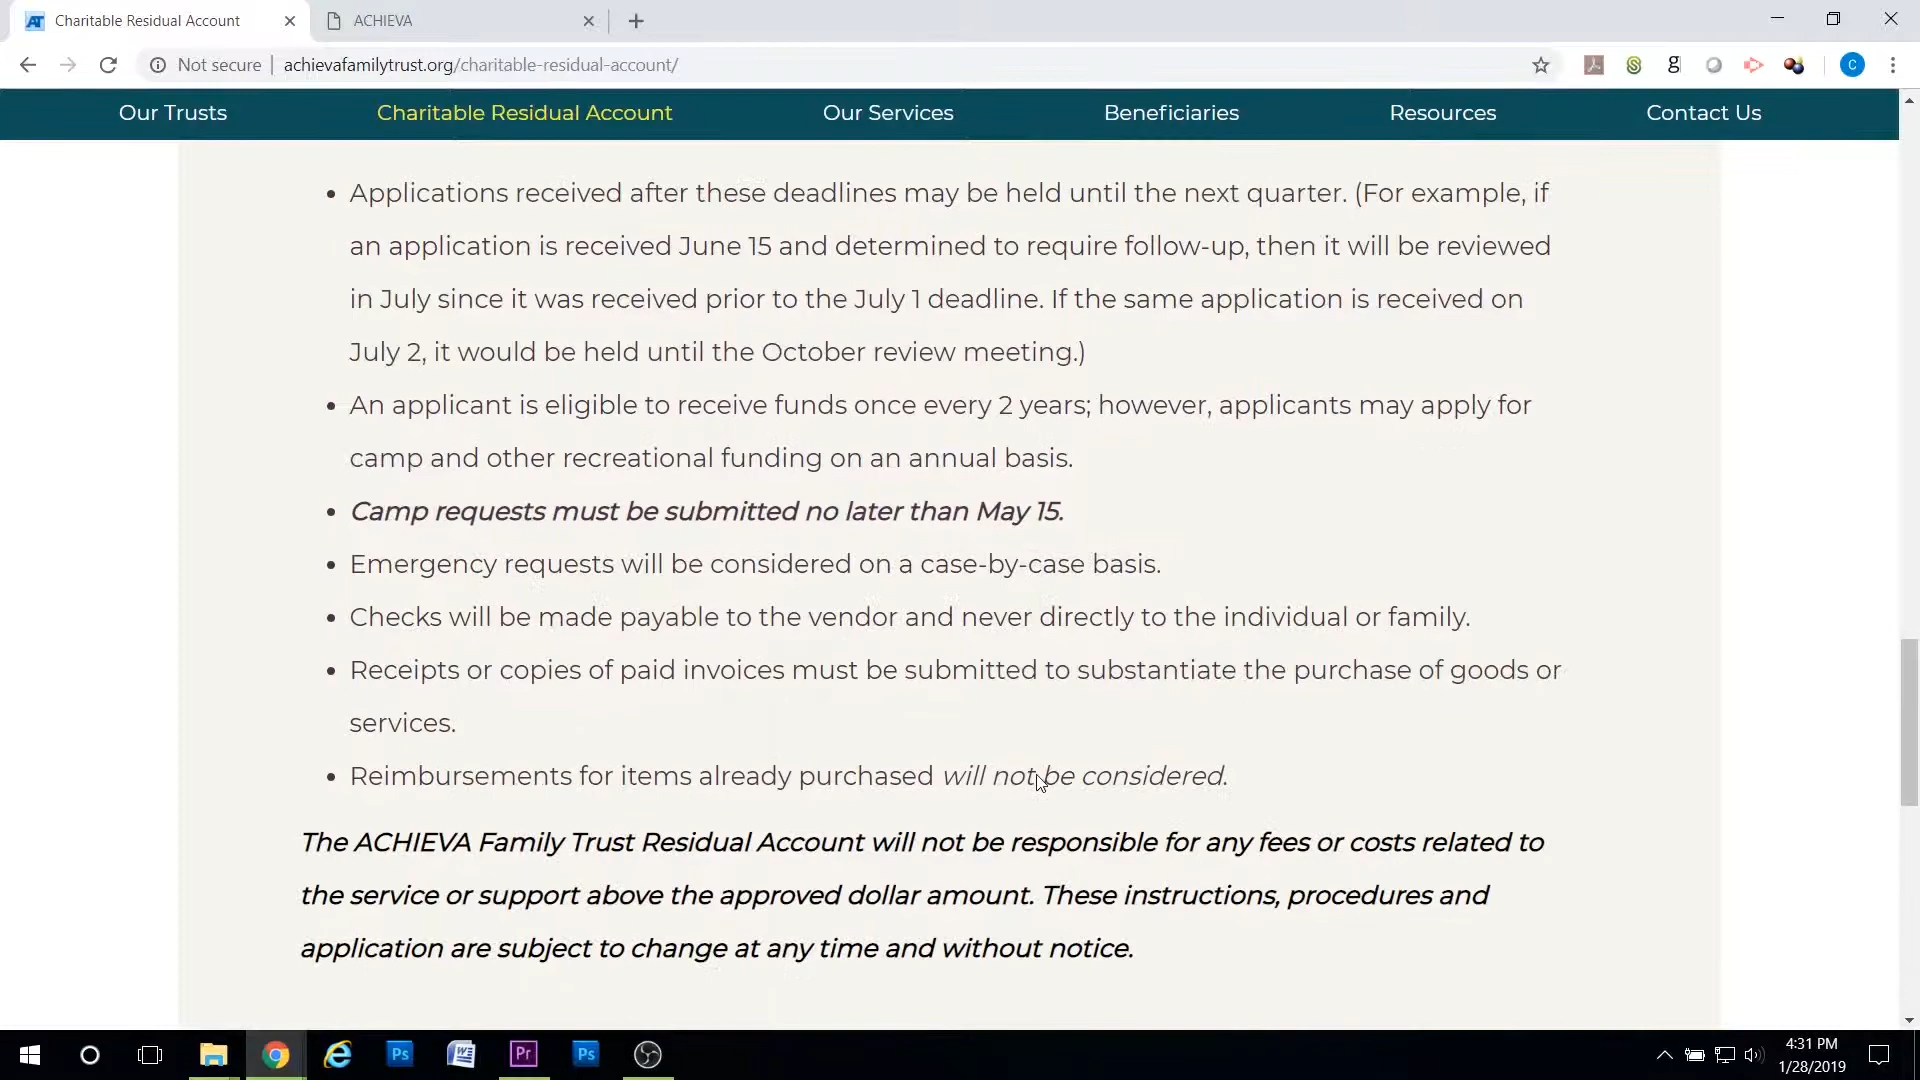 Charitable Residual Account
ACHIEVA
Not secure
achievafamilytrust.org/charitable-residual-account/
C
Our Trusts
Charitable Residual Account
Our Services
Beneficiaries
Resources
Contact Us
Applications received after these deadlines may be held until the next quarter. (For example, if
an application is received June 15 and determined to require follow-up, then it will be reviewed
in July since it was received prior to the July 1 deadline. If the same application is received on
July 2, it would be held until the October review meeting.)
An applicant is eligible to receive funds once every 2 years; however, applicants may apply for
camp and other recreational funding on an annual basis.
Camp requests must be submitted no later than May 15.
Emergency requests will be considered on a case-by-case basis.
Checks will be made payable to the vendor and never directly to the individual or family.
Receipts or copies of paid invoices must be submitted to substantiate the purchase of goods or
services.
Reimbursements for items already purchased will not be considered.
The ACHIEVA Family Trust Residual Account will not be responsible for any fees or costs related to
the service or support above the approved dollar amount. These instructions, procedures and
application are subject to change at any time and without notice.
Ps
W
Pr
Ps
4:31 PM
1/28/2019